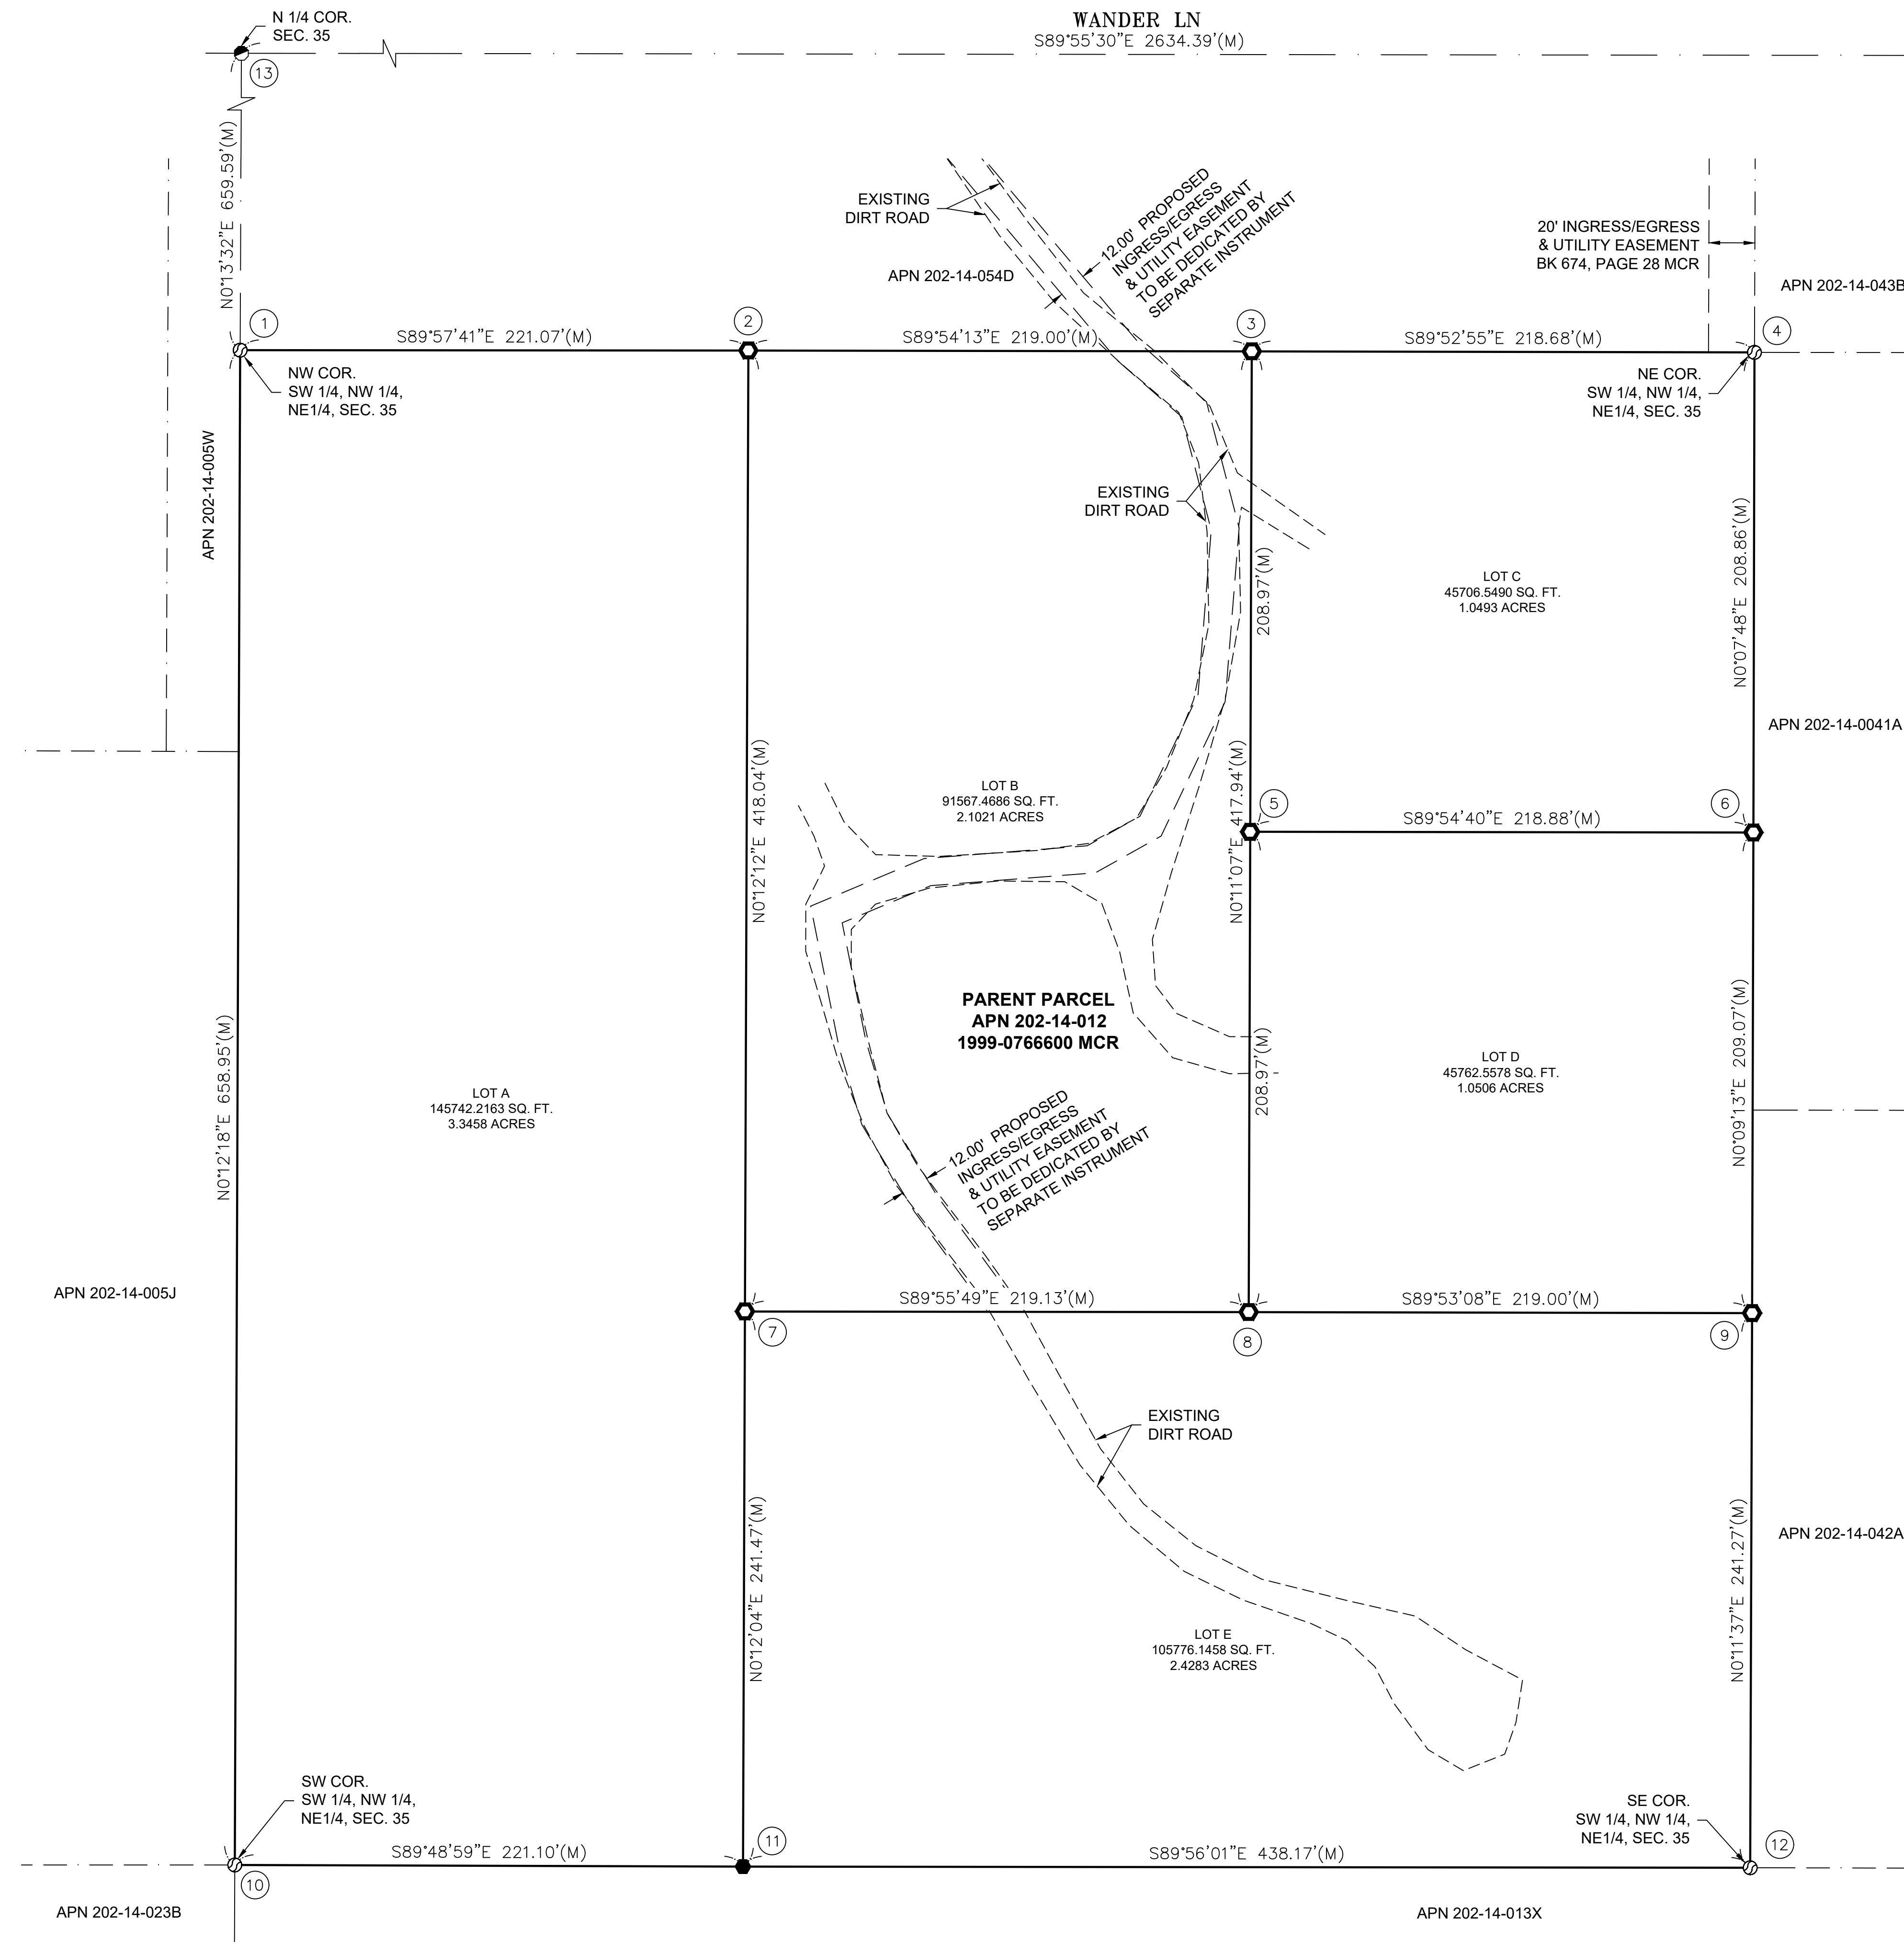 N 1/4 COR.
SEC. 35
WANDER LN
S89°55'30"E 2634.39'(M)
13
N0°13'32"E 659.59'(M)
EXISTING
DIRT ROAD
12.00' PROPOSED
INGRESS/EGRESS
& UTILITY EASEMENT
TO BE DEDICATED BY
SEPARATE INSTRUMENT
20' INGRESS/EGRESS
& UTILITY EASEMENT
BK 674, PAGE 28 MCR
APN 202-14-054D
APN 202-14-043B
1
S89°57'41"E 221.07'(M)
2
S89°54'13"E 219.00'(M)
3
S89°52'55"E 218.68'(M)
4
NW COR.
SW 1/4, NW 1/4,
NE1/4, SEC. 35
NE COR.
SW 1/4, NW 1/4,
NE1/4, SEC. 35
APN 202-14-005W
EXISTING
DIRT ROAD
208.97'(M)
LOT C
45706.5490 SQ. FT.
1.0493 ACRES
N0°07'48"E 208.86'(M)
APN 202-14-0041A
N0°12'12"E 418.04'(M)
LOT B
91567.4686 SQ. FT.
2.1021 ACRES
N0°11'07"E 417.94'(M)
5
S89°54'40"E 218.88'(M)
6
PARENT PARCEL
APN 202-14-012
1999-0766600 MCR
N0°12'18"E 658.95'(M)
LOT A
145742.2163 SQ. FT.
3.3458 ACRES
208.97'(M)
LOT D
45762.5578 SQ. FT.
1.0506 ACRES
N0°09'13"E 209.07'(M)
12.00' PROPOSED
INGRESS/EGRESS
& UTILITY EASEMENT
TO BE DEDICATED BY
SEPARATE INSTRUMENT
APN 202-14-005J
S89°55'49"E 219.13'(M)
S89°53'08"E 219.00'(M)
7
8
9
EXISTING
DIRT ROAD
N0°12'04"E 241.47'(M)
N0°11'37"E 241.27'(M)
APN 202-14-042A
LOT E
105776.1458 SQ. FT.
2.4283 ACRES
SW COR.
SW 1/4, NW 1/4,
NE1/4, SEC. 35
SE COR.
SW 1/4, NW 1/4,
NE1/4, SEC. 35
S89°48'59"E 221.10'(M)
11
S89°56'01"E 438.17'(M)
12
10
APN 202-14-023B
APN 202-14-013X